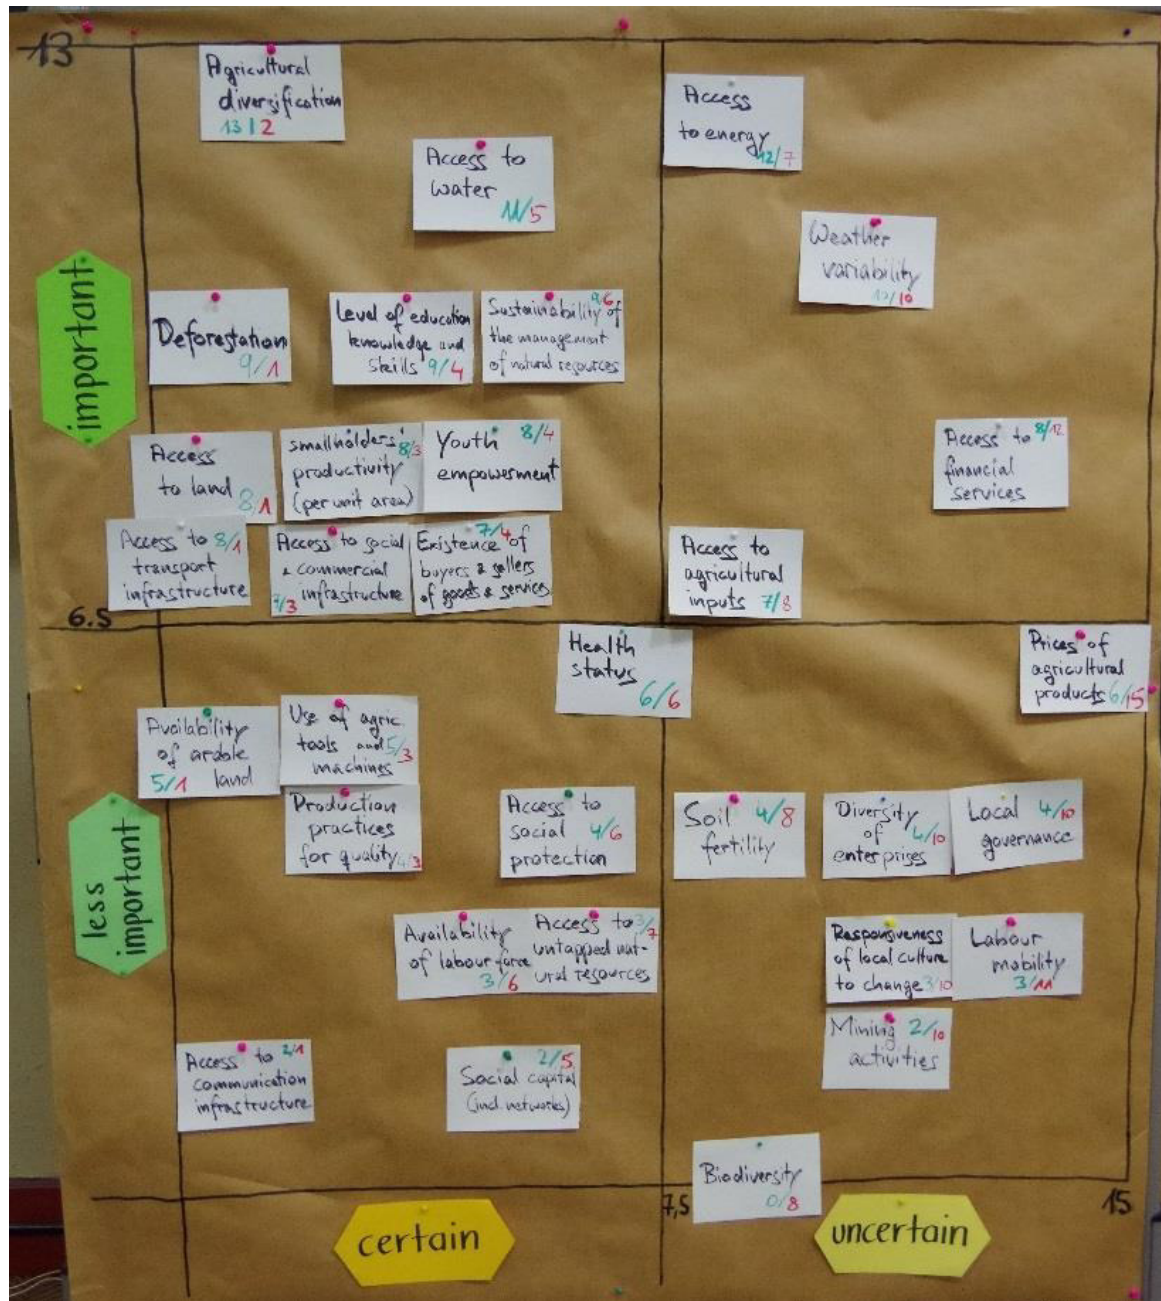 13
Agricultural
diversification
13/2
Access to
water
11/5
Access
to energy
12/7
Weather
variability
/10
important
Deforestation
9/1
Level of education
knowledge and
skills 9/4
9/6
Sustainability of
the management
of natural resources
Access
to land 8/1
smallholders'
productivity 8/3
(per unit area)
Youth 8/4
empowerment
Access to 8/12
financial
services
Access to 8/1
transport
infrastructure
Access to social
& commercial
7/3 infrastructure
7/4
Existence of
buyers & sellers
of goods & services
Access to
agricultural
inputs 7/8
6.5
Health
status
6/6
Prices of
agricultural
products 6/15
Availability
of arable
5/1 land
Use of agric
tools and 5/3
machines
Production
practices
for quality 4/3
Access to
social 4/6
protection
Soil 4/8
fertility
Diversity
of 4/10
enterprises
Local 4/10
governance
less
important
Availability
of labour force
3/6
Access to 3/7
untapped nat-
ural resources
Responsiveness
of local culture
to change 3/10
Labour
mobility
3/11
Mining 2/10
activities
Access to 2/1
communication
infrastructure
2/5
Social capital
(incl. networks)
Biodiversity
0/8
7,5
15
certain
uncertain